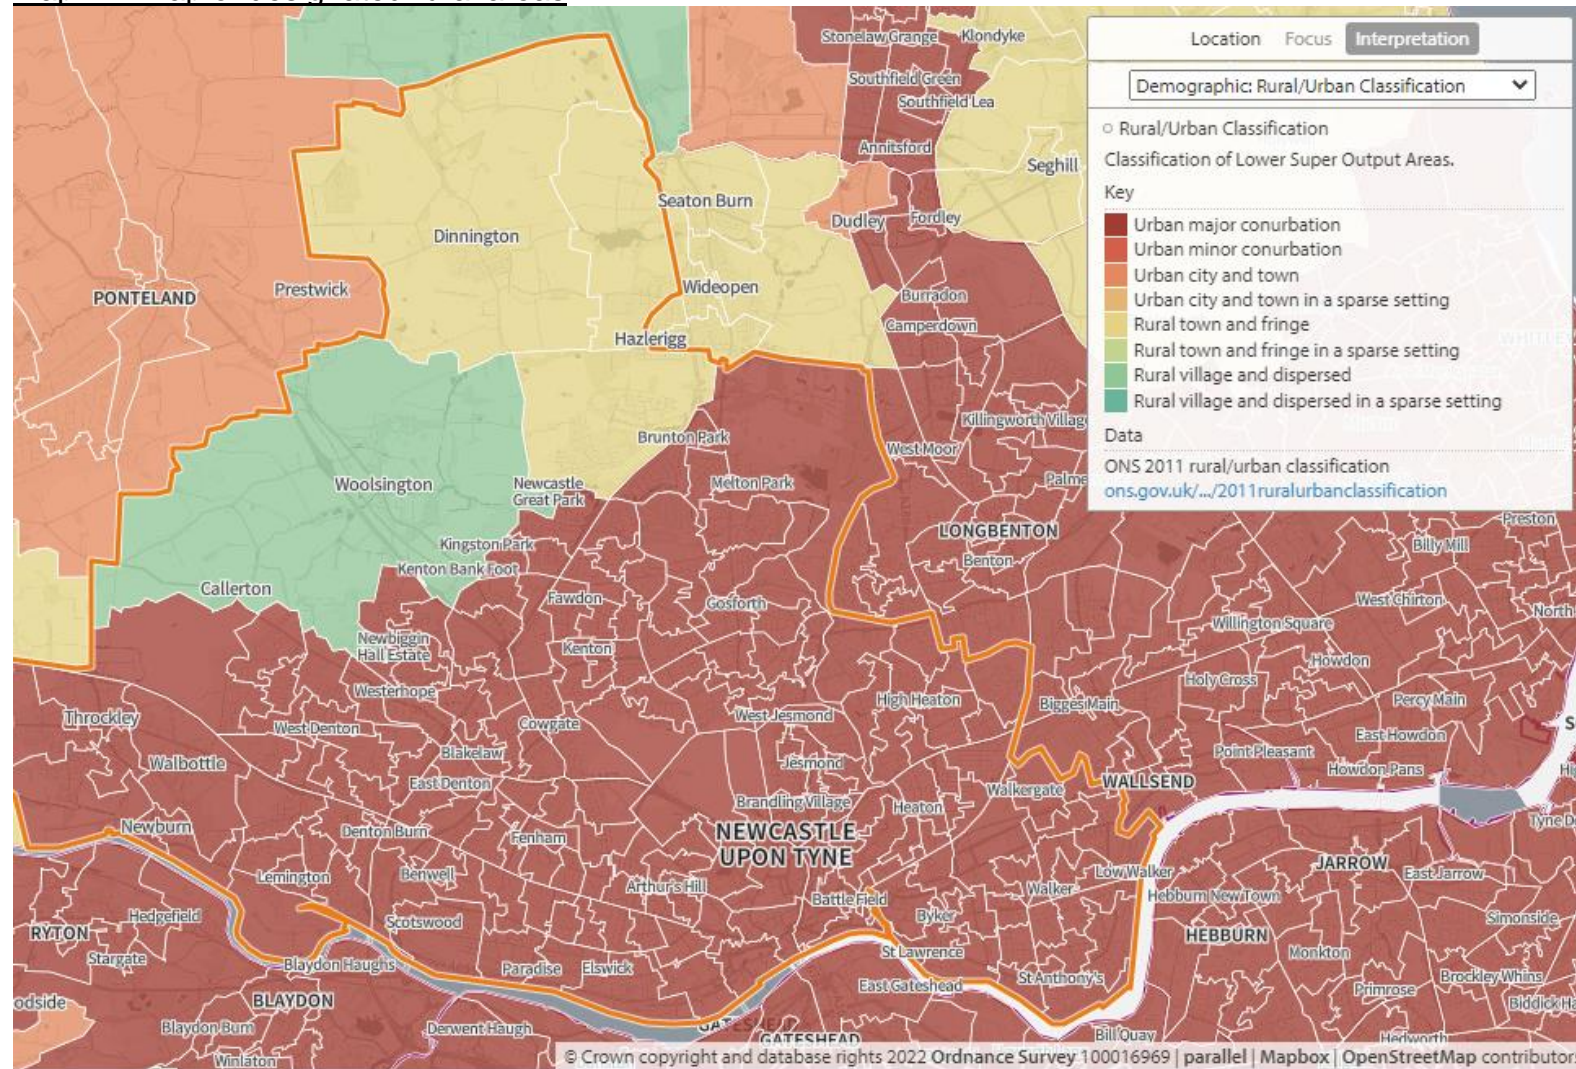 Stonelaw Grange
Klondyke
Southfield Green
Southfield Lea
Annitsford
Seghill
Seaton Burn
Dudley
Fordley
Dinnington
Prestwick
PONTELAND
Wideopen
Burradon
Camperdown
Hazlerigg
Killingworth Village
Brunton Park
West Moor
Woolsington
Newcastle
Great Park
Melton Park
LONGBENTON
Preston
Kingston Park
Billy Mill
Kenton Bank Foot
Benton
Callerton
Fawdon
Gosforth
West Chirton
North
Newbiggin
Hall Estate
Kenton
Willington Square
Howdon
Westerhope
High Heaton
Bigges Main
Holy Cross
Percy Main
Throckley
West Denton
Cowgate
West Jesmond
East Howdon
Walbottle
Blakelaw
Jesmond
Point Pleasant
Howdon Pans
East Denton
Walkergate
WALLSEND
Brandling Village
Heaton
Newburn
Denton Burn
Fenham
NEWCASTLE
UPON TYNE
JARROW
East Jarrow
Lemington
Benwell
Arthur's Hill
Battle Field
Walker
Low Walker
Hebburn New Town
Hedgefield
Scotswood
Byker
Simonside
RYTON
HEBBURN
Stargate
Blaydon Haughs
Paradise
Elswick
St Lawrence
St Anthony's
Monkton
Brockley Whins
East Gateshead
Primrose
odside
BLAYDON
Blaydon Burn
Derwent Haugh
GATESHEAD
Bill Quay
Hedworth
Winlaton
Location
Focus
Interpretation
Demographic: Rural/Urban Classification
Rural/Urban Classification
Classification of Lower Super Output Areas.
Key
Urban major conurbation
Urban minor conurbation
Urban city and town
Urban city and town in a sparse setting
Rural town and fringe
Rural town and fringe in a sparse setting
Rural village and dispersed
Rural village and dispersed in a sparse setting
Data
ONS 2011 rural/urban classification
ons.gov.uk/.../2011ruralurbanclassification
© Crown copyright and database rights 2022 Ordnance Survey 100016969 | parallel | Mapbox | OpenStreetMap contributor